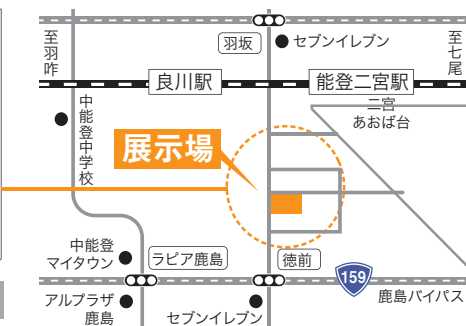 至羽咋
羽坂
セブンイレブン
至七尾
良川駅
能登二宮駅
二宮
あおば台
中能登中学校
展示場
中能登
マイタウン
ラピア鹿島
徳前
159
鹿島バイパス
アルプラザ
鹿島
セブンイレブン